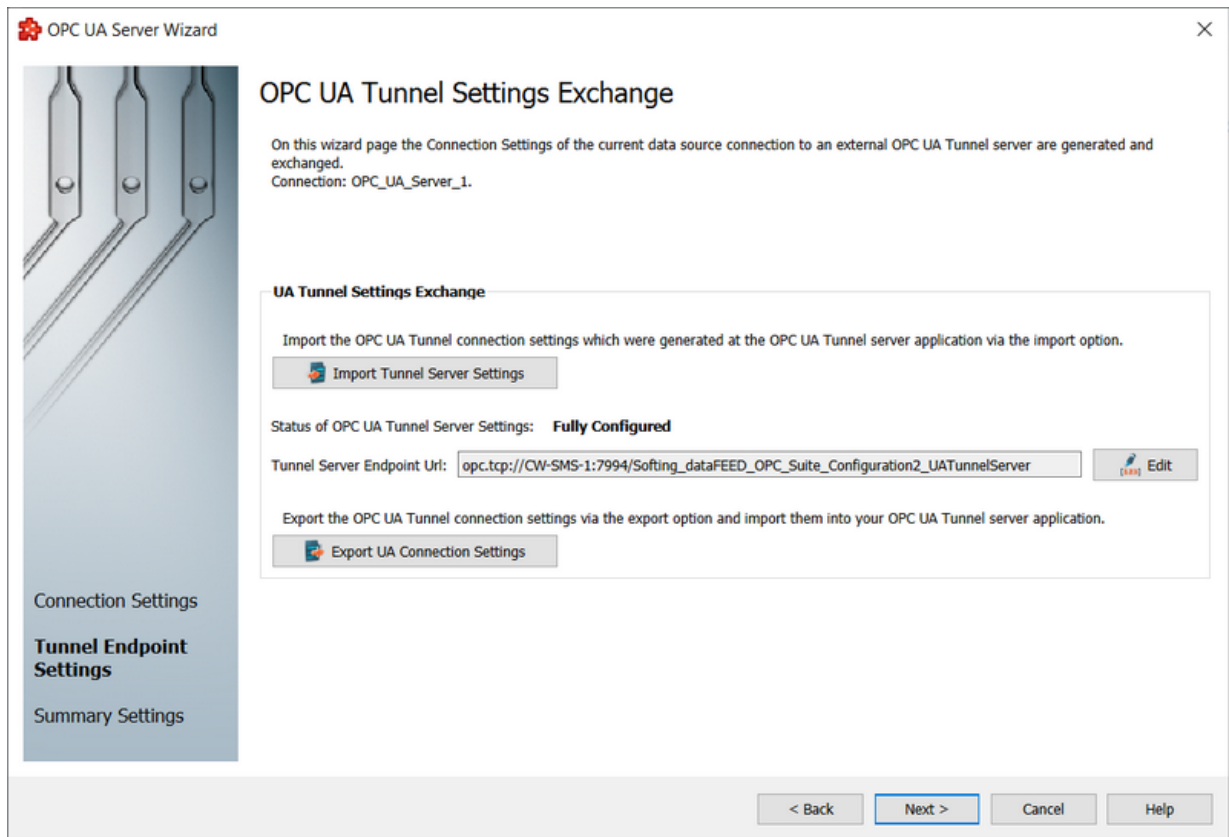 OPC UA Server Wizard
OPC UA Tunnel Settings Exchange
On this wizard page the Connection Settings of the current data source connection to an external OPC UA Tunnel server are generated and
exchanged.
Connection: OPC_UA_Server_1.
UA Tunnel Settings Exchange
Import the OPC UA Tunnel connection settings which were generated at the OPC UA Tunnel server application via the import option.
Import Tunnel Server Settings
Status of OPC UA Tunnel Server Settings: Fully Configured
Tunnel Server Endpoint Url: opc.tcp://CW-SMS-1:7994/Softing_dataFEED_OPC_Suite_Configuration2_UATunnelServer Edit
Export the OPC UA Tunnel connection settings via the export option and import them into your OPC UA Tunnel server application.
Export UA Connection Settings
Connection Settings
Tunnel Endpoint
Settings
Summary Settings
< Back Next > Cancel Help